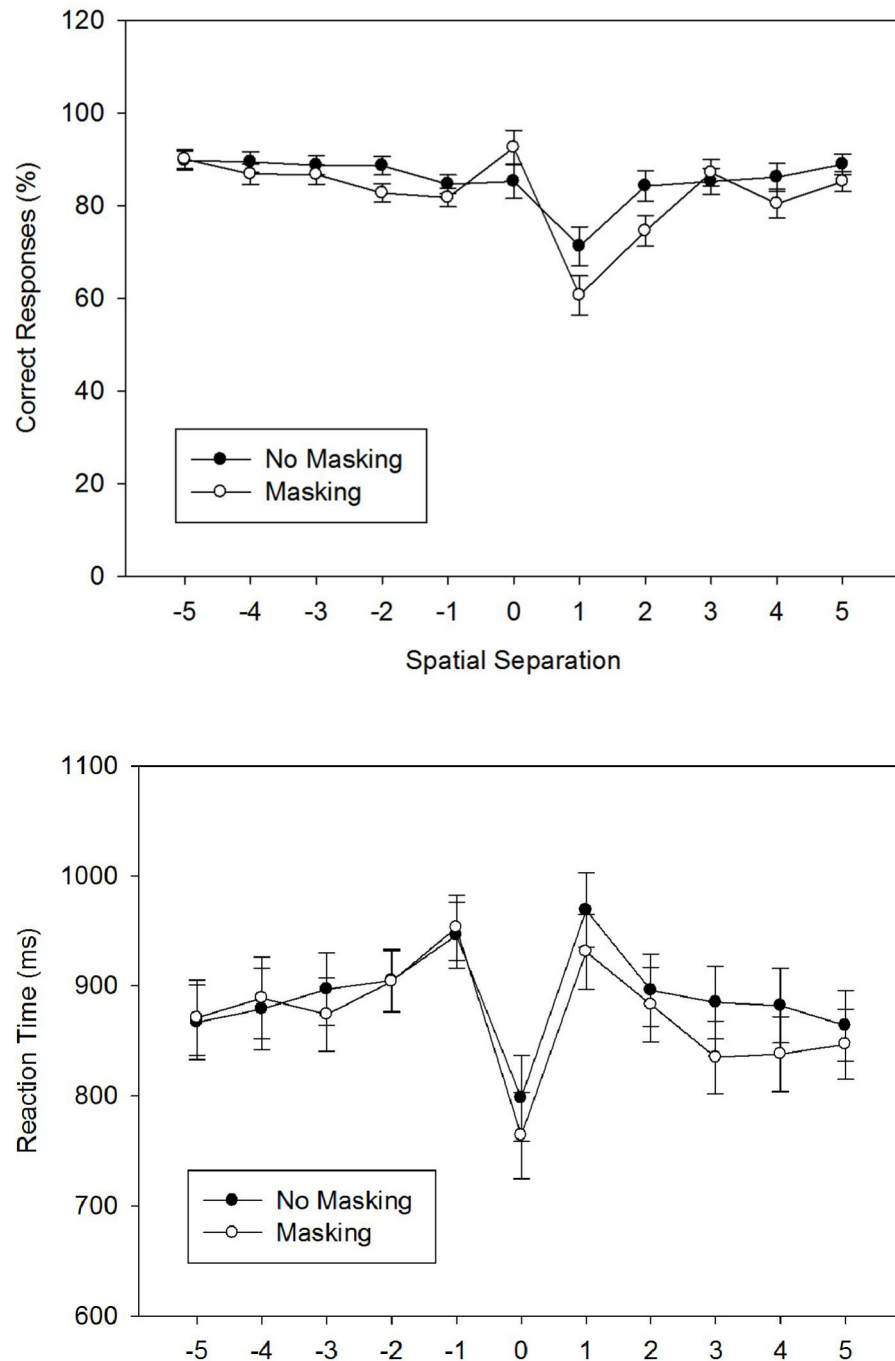 120
100
80
60
40
20
0
Correct Responses (%)
No Masking
Masking
-5 -4 -3 -2 -1 0 1 2 3 4 5
Spatial Separation
1100
1000
900
800
700
600
Reaction Time (ms)
No Masking
Masking
-5 -4 -3 -2 -1 0 1 2 3 4 5